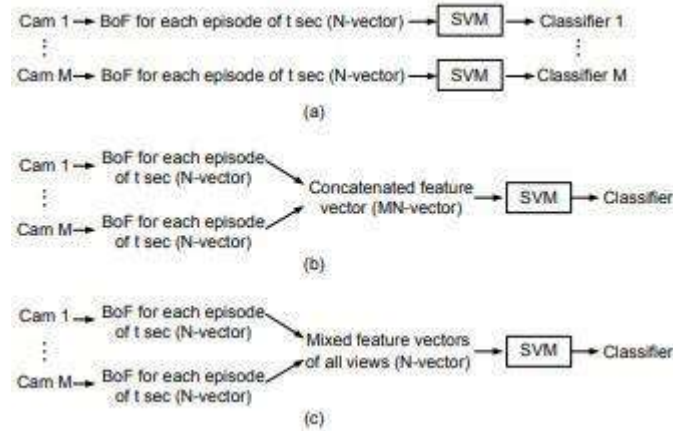 Cam 1 BoF for each episode of t sec (N-vector) SVM Classifier 1
Cam M BoF for each episode of t sec (N-vector) SVM Classifier M
(a)
Cam 1 BoF for each episode
of t sec (N-vector)
Concatenated feature
vector (MN-vector)
SVM Classifier
Cam M BoF for each episode
of t sec (N-vector)
(b)
Cam 1 BoF for each episode
of t sec (N-vector)
Mixed feature vectors
of all views (N-vector)
SVM Classifier
Cam M BoF for each episode
of t sec (N-vector)
(c)